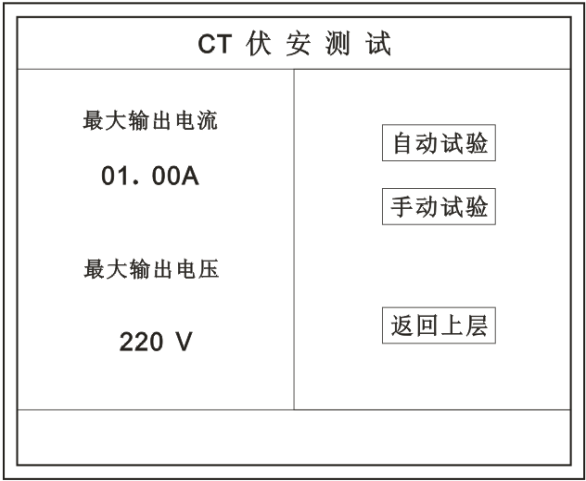 CT 伏 安 测 试
最大输出电流
01. 00A
最大输出电压
220 V
自动试验
手动试验
返回上层